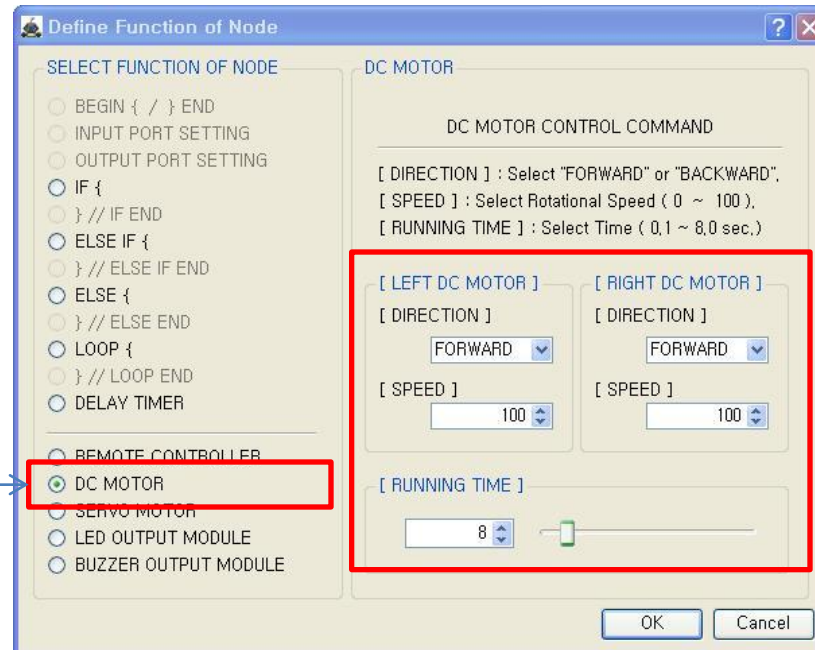 Define Function of Node
SELECT FUNCTION OF NODE
BEGIN { / } END
INPUT PORT SETTING
OUTPUT PORT SETTING
IF {
} // IF END
ELSE IF {
} // ELSE IF END
ELSE {
} // ELSE END
LOOP {
} // LOOP END
DELAY TIMER
REMOTE CONTROLLER
DC MOTOR
SERVO MOTOR
LED OUTPUT MODULE
BUZZER OUTPUT MODULE
DC MOTOR
DC MOTOR CONTROL COMMAND
[ DIRECTION ] : Select "FORWARD" or "BACKWARD",
[ SPEED ] : Select Rotational Speed ( 0 ~ 100 ),
[ RUNNING TIME ] : Select Time ( 0,1 ~ 8,0 sec,)
[ LEFT DC MOTOR ]
[ DIRECTION ]
FORWARD
[ SPEED ]
100
[ RIGHT DC MOTOR ]
[ DIRECTION ]
FORWARD
[ SPEED ]
100
[ RUNNING TIME ]
8
OK
Cancel